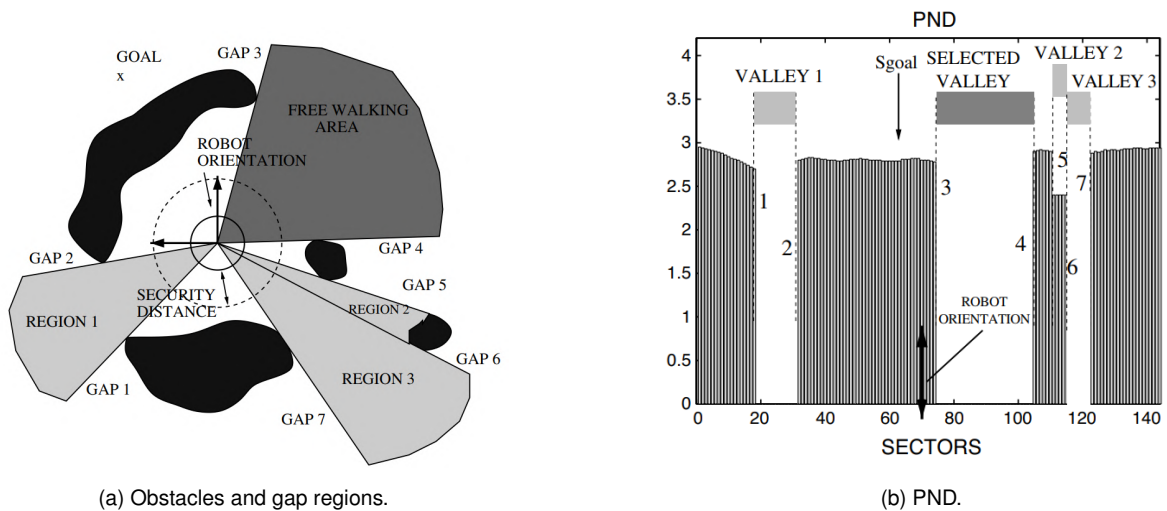 GOAL
x
GAP 3
FREE WALKING
AREA
ROBOT
ORIENTATION
GAP 2
GAP 4
GAP 5
SECURITY
DISTANCE
REGION 2
REGION 1
GAP 6
REGION 3
GAP 1
GAP 7
(a) Obstacles and gap regions.
PND
4
3.5
3
2.5
2
1.5
1
0.5
0
VALLEY 1
Sgoal
SELECTED
VALLEY
VALLEY 2
VALLEY 3
1
2
3
4
5
6
7
ROBOT
ORIENTATION
0 20 40 60 80 100 120 140
SECTORS
(b) PND.